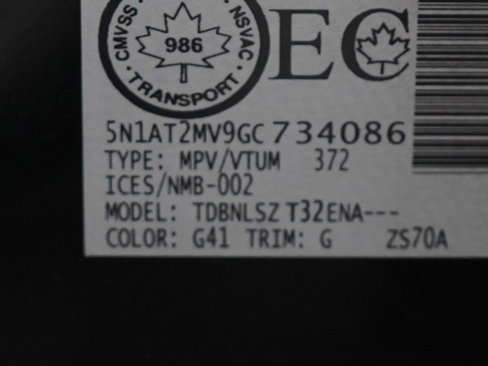 CMVSS · NSVAC
986
· TRANSPORT ·
EC
5N1AT2MV9GC734086
TYPE: MPV/VTUM 372
ICES/NMB-002
MODEL: TDBNLSZ T32ENA---
COLOR: G41 TRIM: G ZS70A